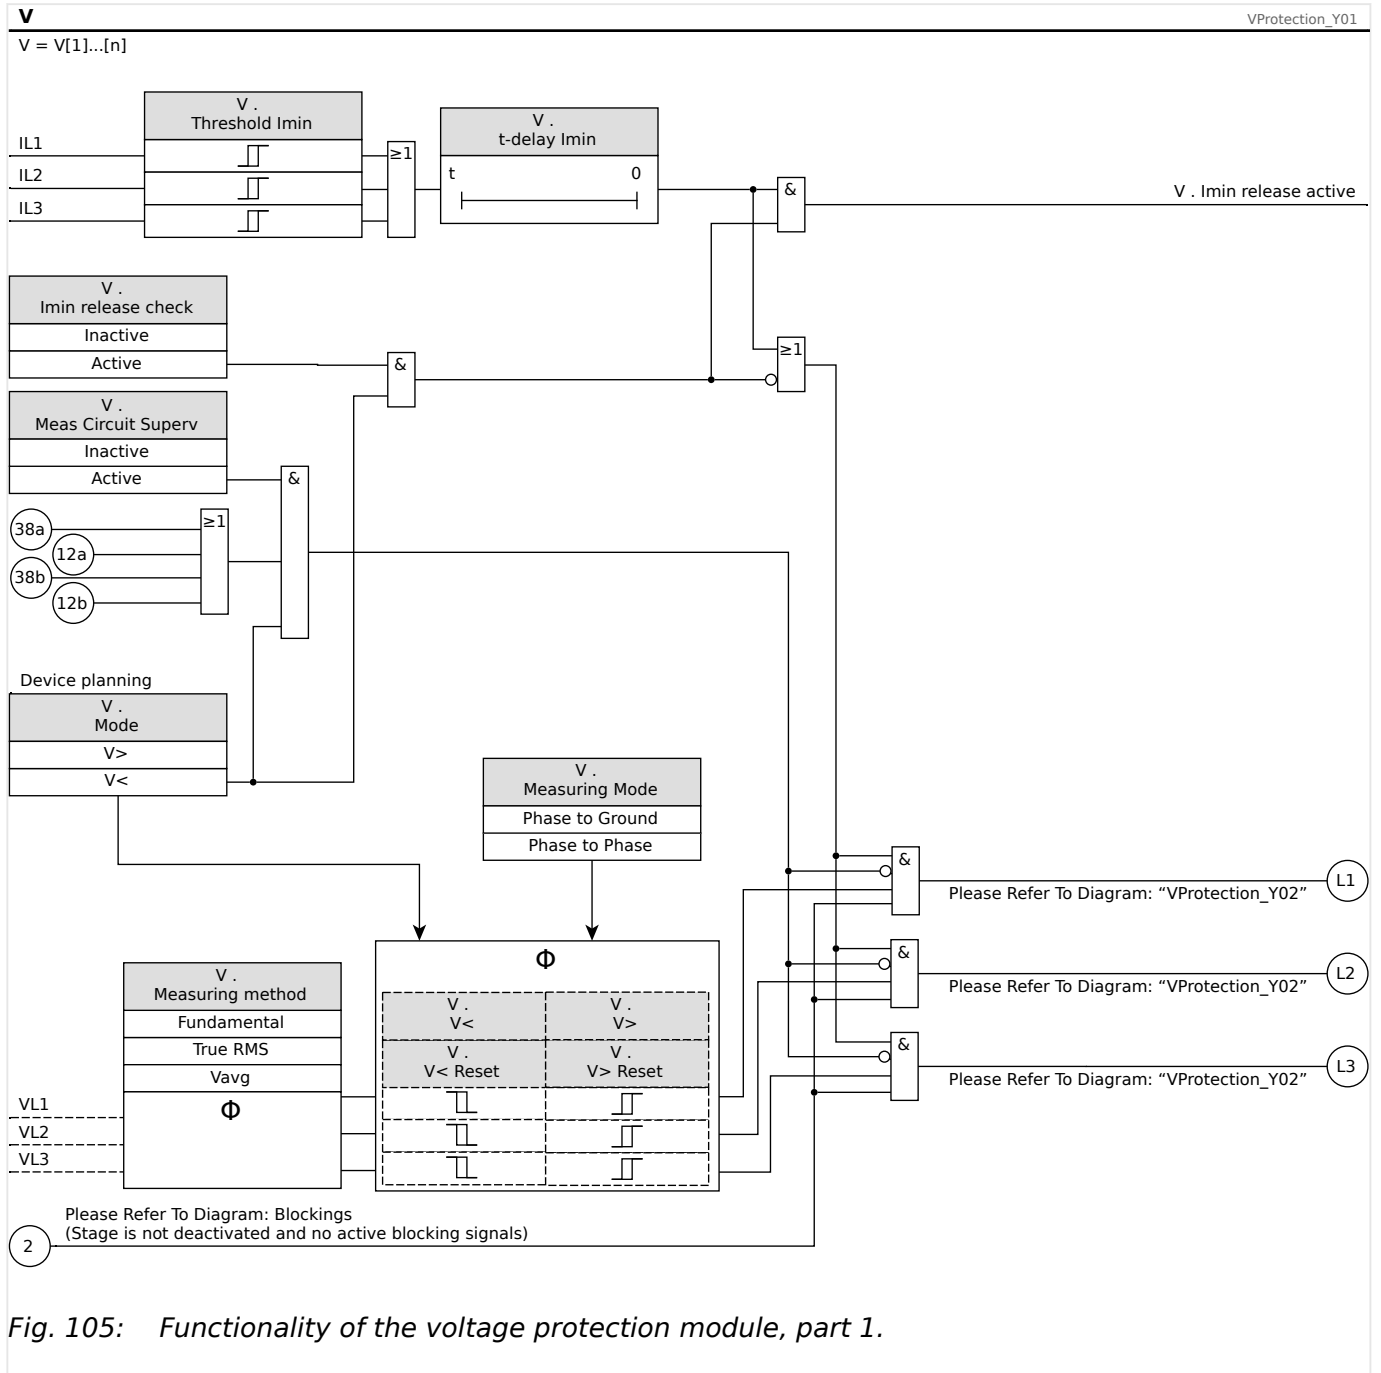 V
VProtection_Y01
V = V[1]...[n]
V .
Threshold Imin
IL1
IL2
IL3
≥1
V .
t-delay Imin
t 0
&
V . Imin release active
V .
Imin release check
Inactive
Active
&
≥1
V .
Meas Circuit Superv
Inactive
Active
&
38a
12a
38b
12b
≥1
Device planning
V .
Mode
V>
V<
V .
Measuring Mode
Phase to Ground
Phase to Phase
&
Please Refer To Diagram: “VProtection_Y02”
L1
&
Please Refer To Diagram: “VProtection_Y02”
L2
&
Please Refer To Diagram: “VProtection_Y02”
L3
V .
Measuring method
Fundamental
True RMS
Vavg
Φ
VL1
VL2
VL3
Φ
V .
V<
V .
V>
V .
V< Reset
V .
V> Reset
Please Refer To Diagram: Blockings
(Stage is not deactivated and no active blocking signals)
2
Fig. 105: Functionality of the voltage protection module, part 1.